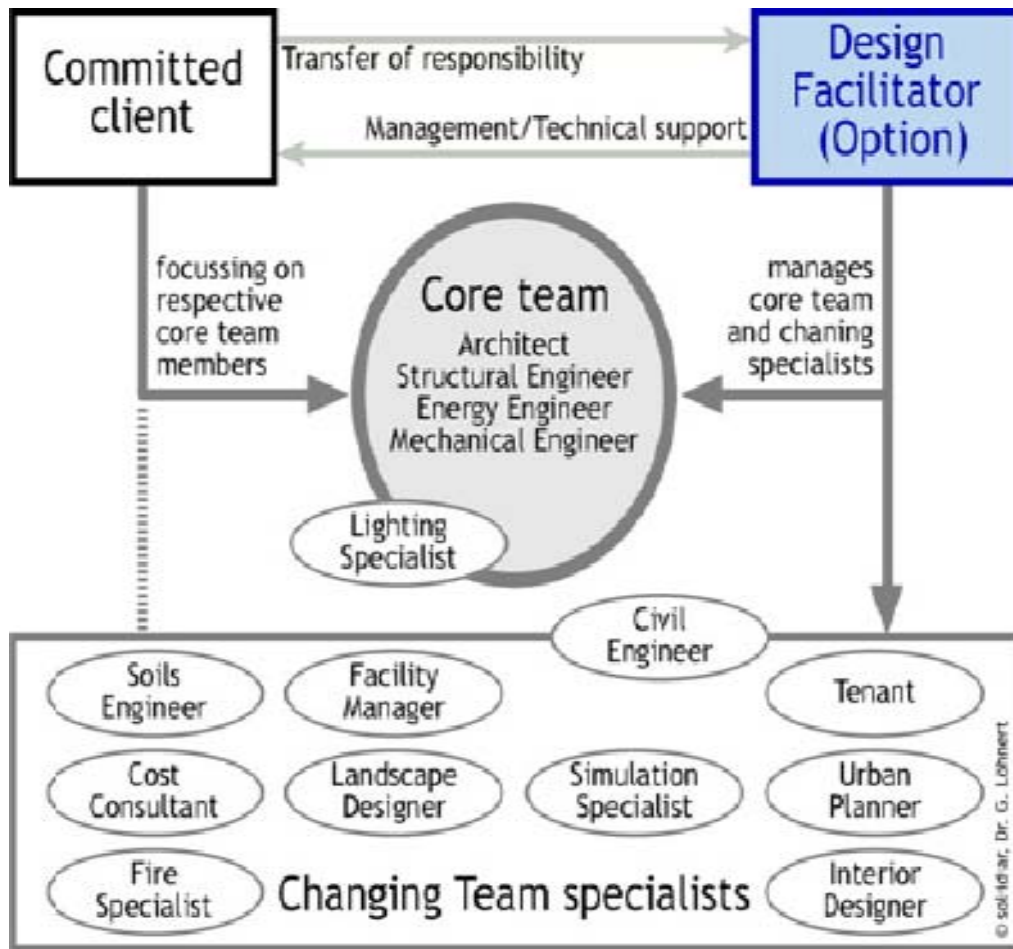 Committed
client
Transfer of responsibility
Management/Technical support
Design
Facilitator
(Option)
focussing on
respective
core team
members
Core team
Architect
Structural Engineer
Energy Engineer
Mechanical Engineer
manages
core team
and chaning
specialists
Lighting
Specialist
Civil
Engineer
Soils
Engineer
Facility
Manager
Tenant
Cost
Consultant
Landscape
Designer
Simulation
Specialist
Urban
Planner
Fire
Specialist
Changing Team specialists
Interior
Designer
© sol·id·ar, Dr. G. Löhnert